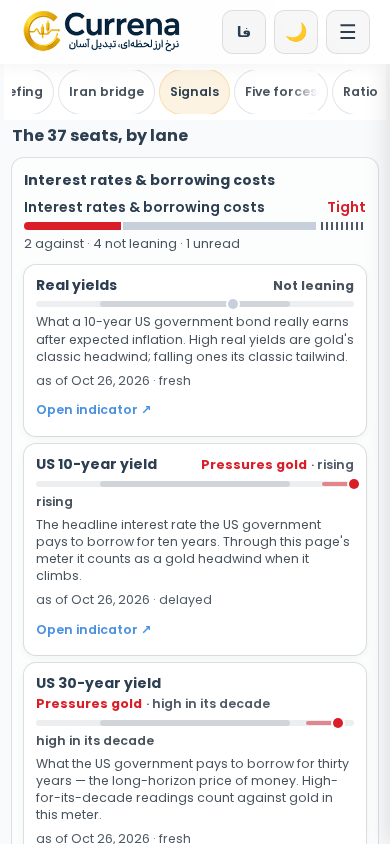 Currena
نرخ ارز لحظه‌ای، تبدیل آسان
فا
efing
Iran bridge
Signals
Five forces
Ratio
The 37 seats, by lane
Interest rates & borrowing costs
Interest rates & borrowing costs Tight
2 against · 4 not leaning · 1 unread
Real yields Not leaning
What a 10-year US government bond really earns
after expected inflation. High real yields are gold's
classic headwind; falling ones its classic tailwind.
as of Oct 26, 2026 · fresh
Open indicator ↗
US 10-year yield Pressures gold · rising
rising
The headline interest rate the US government
pays to borrow for ten years. Through this page's
meter it counts as a gold headwind when it
climbs.
as of Oct 26, 2026 · delayed
Open indicator ↗
US 30-year yield
Pressures gold · high in its decade
high in its decade
What the US government pays to borrow for thirty
years — the long-horizon price of money. High-
for-its-decade readings count against gold in
this meter.
as of Oct 26, 2026 · fresh